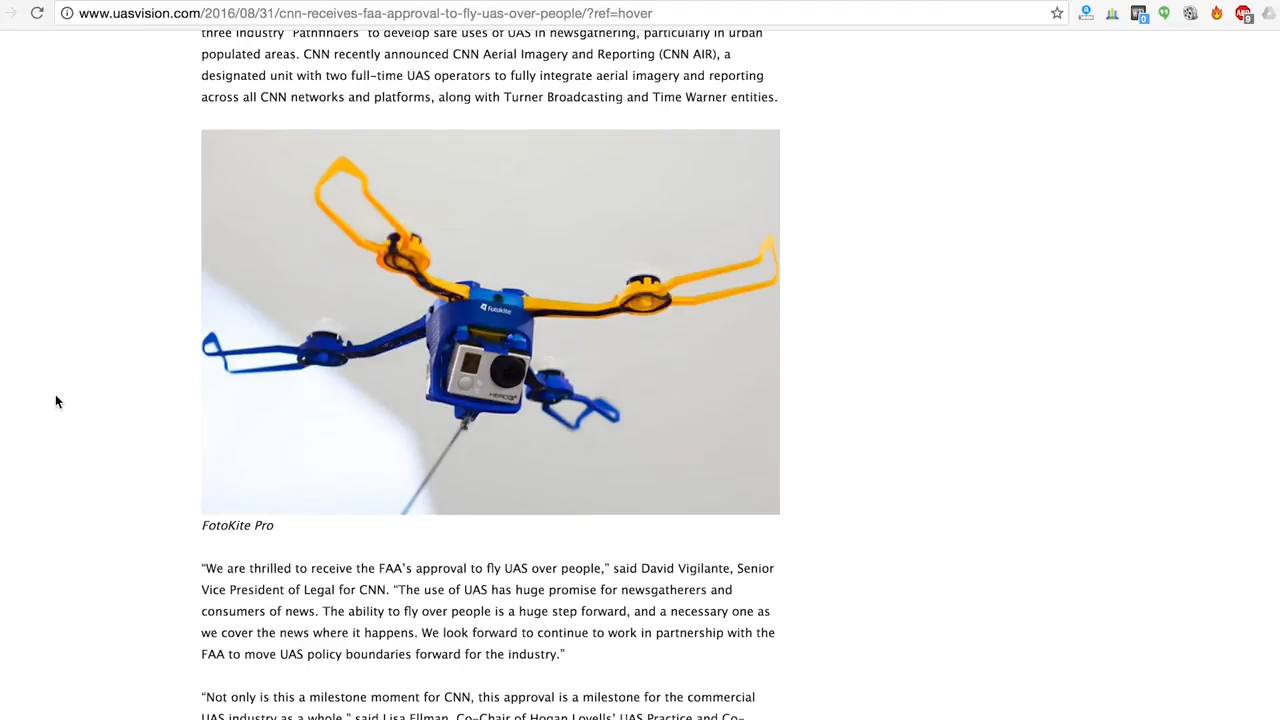 www.uasvision.com/2016/08/31/cnn-receives-faa-approval-to-fly-uas-over-people/?ref=hover
three industry "Pathfinders" to develop safe uses of UAS in newsgathering, particularly in urban
populated areas. CNN recently announced CNN Aerial Imagery and Reporting (CNN AIR), a
designated unit with two full-time UAS operators to fully integrate aerial imagery and reporting
across all CNN networks and platforms, along with Turner Broadcasting and Time Warner entities.
Fotokite
HERO3+
FotoKite Pro
“We are thrilled to receive the FAA’s approval to fly UAS over people,” said David Vigilante, Senior
Vice President of Legal for CNN. “The use of UAS has huge promise for newsgatherers and
consumers of news. The ability to fly over people is a huge step forward, and a necessary one as
we cover the news where it happens. We look forward to continue to work in partnership with the
FAA to move UAS policy boundaries forward for the industry.”
“Not only is this a milestone moment for CNN, this approval is a milestone for the commercial
UAS industry as a whole,” said Lisa Ellman, Co-Chair of Hogan Lovells’ UAS Practice and Co-